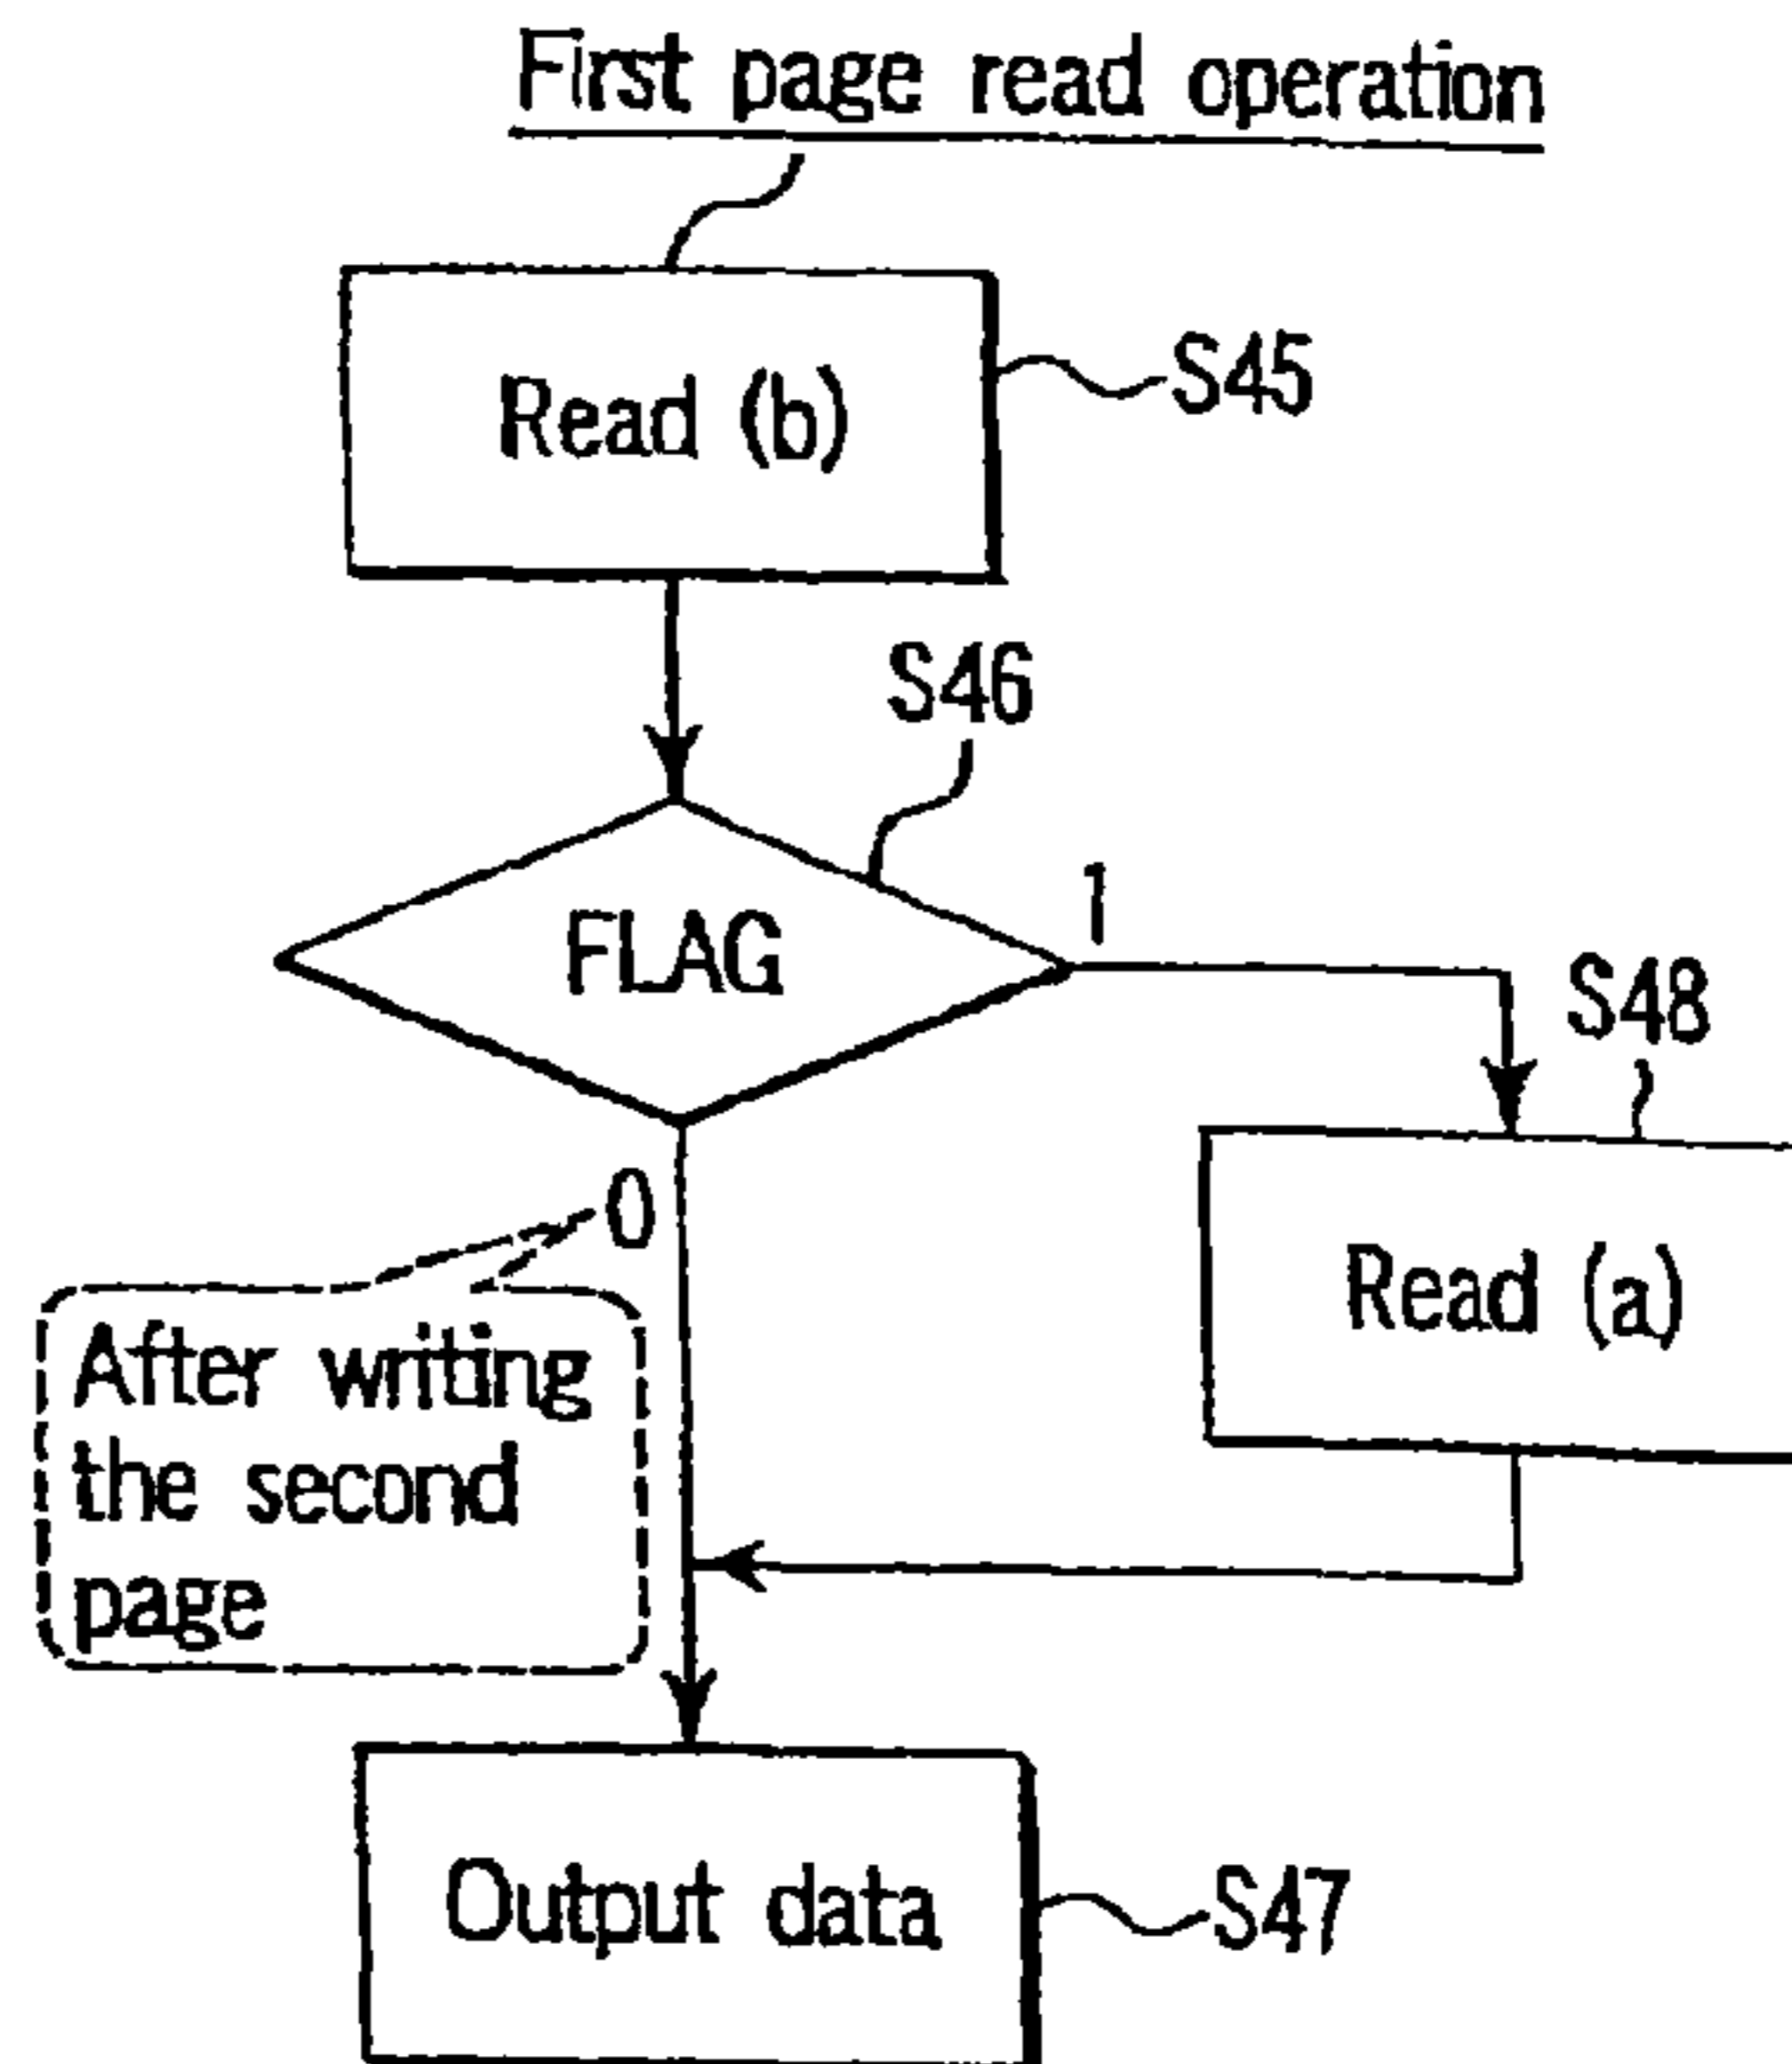 First page read operation
Read (b)
S45
S46
FLAG
1
S48
0
Read (a)
After writing
the second
page
Output data
S47